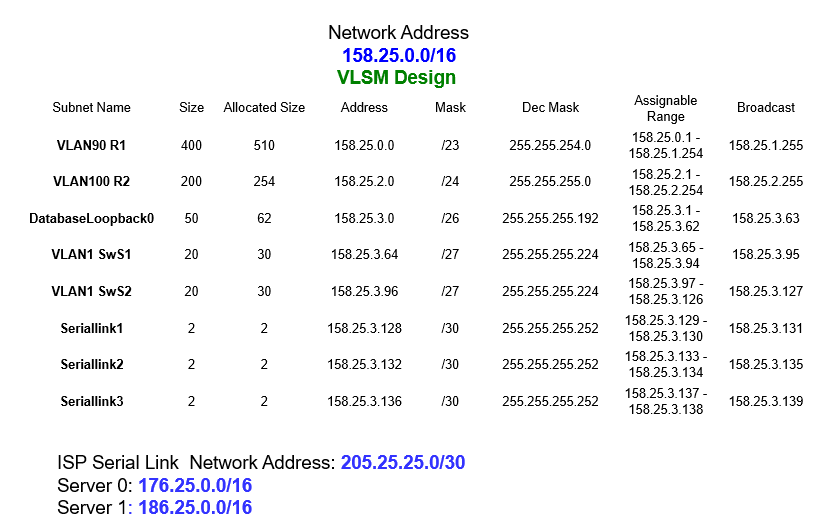 Network Address
158.25.0.0/16
VLSM Design
Subnet Name Size Allocated Size Address Mask Dec Mask Assignable Range Broadcast
VLAN90 R1 400 510 158.25.0.0 /23 255.255.254.0 158.25.0.1 - 158.25.1.254 158.25.1.255
VLAN100 R2 200 254 158.25.2.0 /24 255.255.255.0 158.25.2.1 - 158.25.2.254 158.25.2.255
DatabaseLoopback0 50 62 158.25.3.0 /26 255.255.255.192 158.25.3.1 - 158.25.3.62 158.25.3.63
VLAN1 SwS1 20 30 158.25.3.64 /27 255.255.255.224 158.25.3.65 - 158.25.3.94 158.25.3.95
VLAN1 SwS2 20 30 158.25.3.96 /27 255.255.255.224 158.25.3.97 - 158.25.3.126 158.25.3.127
Seriallink1 2 2 158.25.3.128 /30 255.255.255.252 158.25.3.129 - 158.25.3.130 158.25.3.131
Seriallink2 2 2 158.25.3.132 /30 255.255.255.252 158.25.3.133 - 158.25.3.134 158.25.3.135
Seriallink3 2 2 158.25.3.136 /30 255.255.255.252 158.25.3.137 - 158.25.3.138 158.25.3.139
ISP Serial Link Network Address: 205.25.25.0/30
Server 0: 176.25.0.0/16
Server 1: 186.25.0.0/16